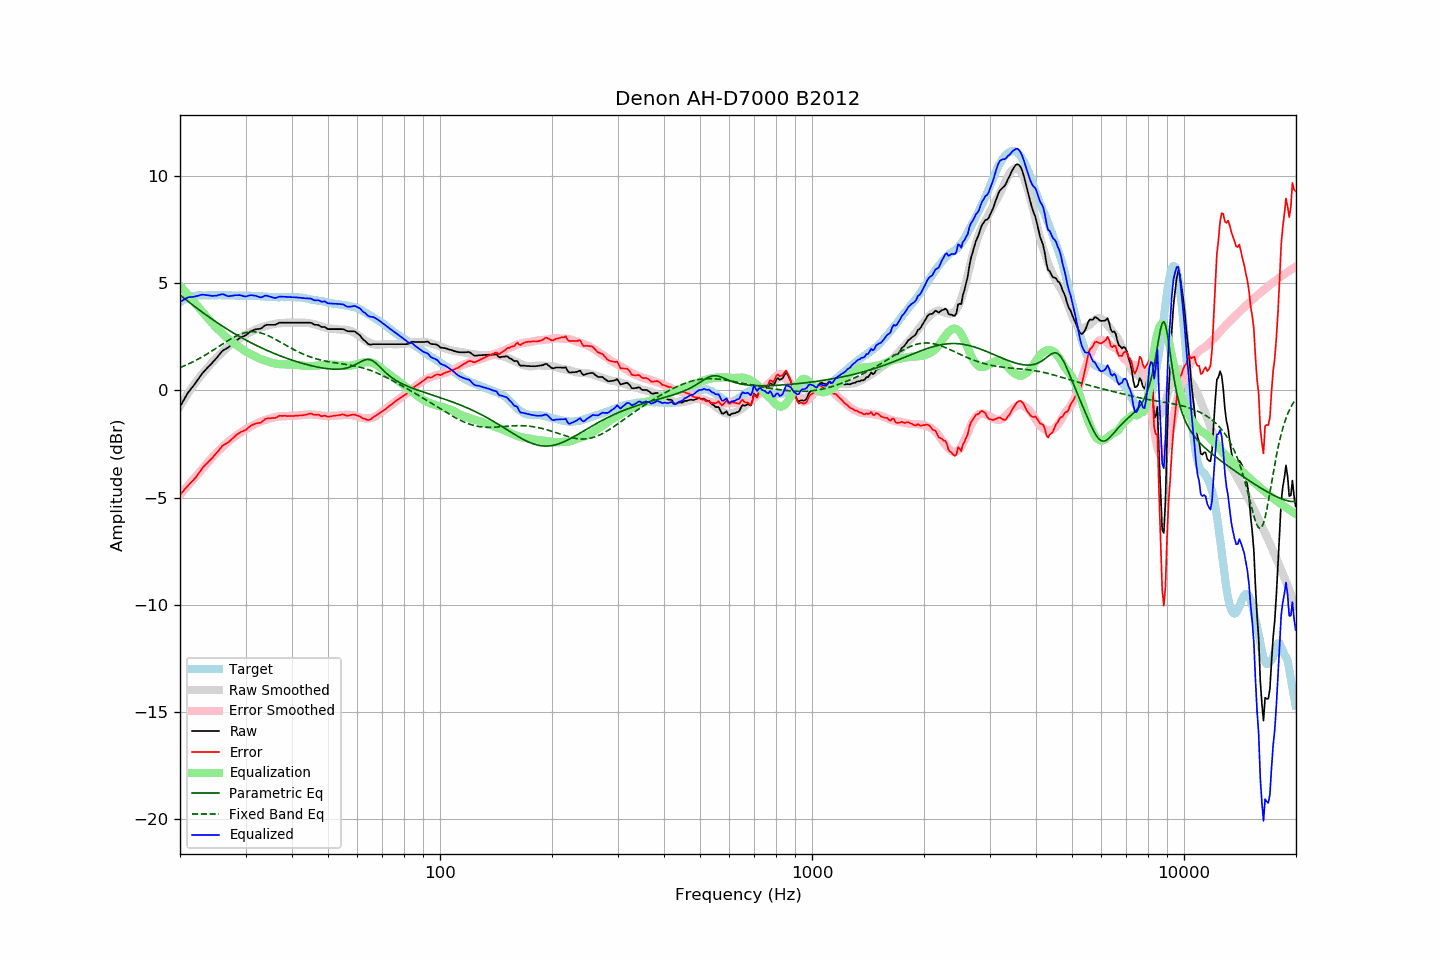 Denon AH-D7000 B2012
Amplitude (dBr)
10
5
0
−5
−10
−15
−20
Target
Raw Smoothed
Error Smoothed
Raw
Error
Equalization
Parametric Eq
Fixed Band Eq
Equalized
100
1000
10000
Frequency (Hz)